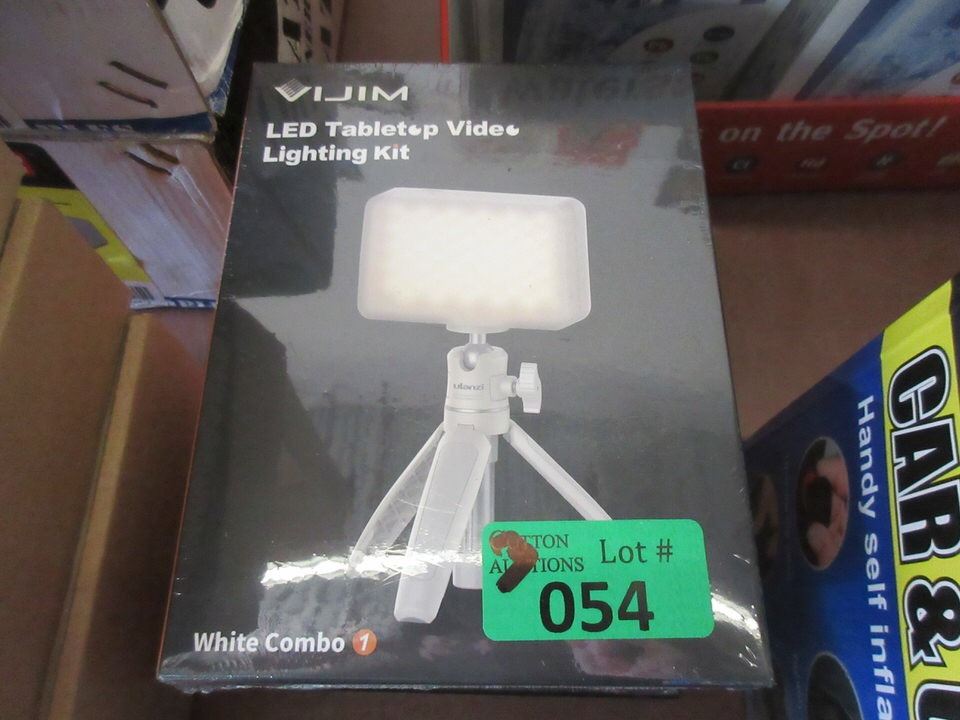 VIJIM
LED Tabletop Video
Lighting Kit
ulanzi
White Combo 1
Lot #
054
on the Spot!
Handy self infla
CAR &